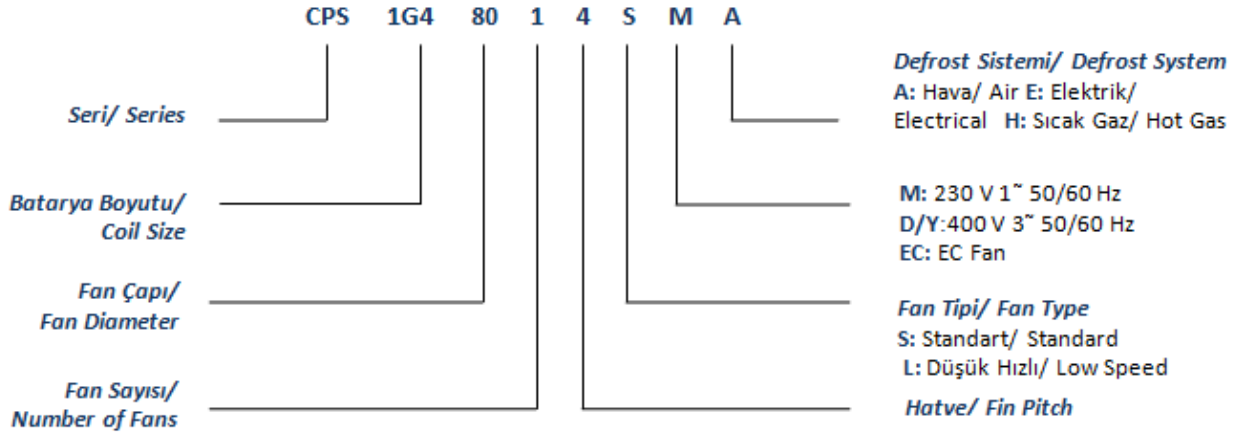 CPS 1G4 80 1 4 S M A
Seri/ Series
Batarya Boyutu/
Coil Size
Fan Çapı/
Fan Diameter
Fan Sayısı/
Number of Fans
Defrost Sistemi/ Defrost System
A: Hava/ Air E: Elektrik/
Electrical H: Sıcak Gaz/ Hot Gas
M: 230 V 1~ 50/60 Hz
D/Y:400 V 3~ 50/60 Hz
EC: EC Fan
Fan Tipi/ Fan Type
S: Standart/ Standard
L: Düşük Hızlı/ Low Speed
Hatve/ Fin Pitch